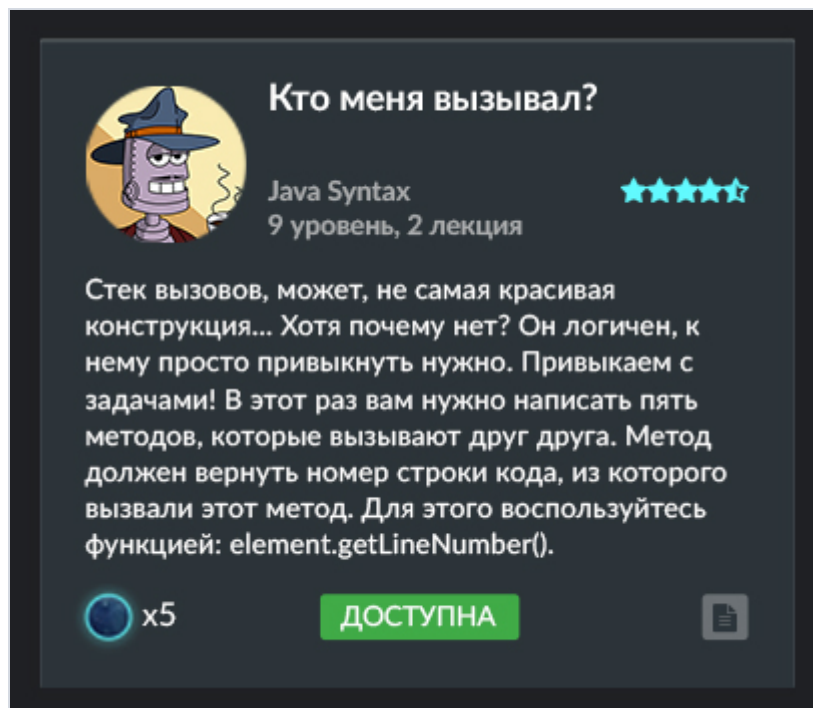 Кто меня вызывал?
Java Syntax
9 уровень, 2 лекция
Стек вызовов, может, не самая красивая
конструкция... Хотя почему нет? Он логичен, к
нему просто привыкнуть нужно. Привыкаем с
задачами! В этот раз вам нужно написать пять
методов, которые вызывают друг друга. Метод
должен вернуть номер строки кода, из которого
вызвали этот метод. Для этого воспользуйтесь
функцией: element.getLineNumber().
x5
ДОСТУПНА